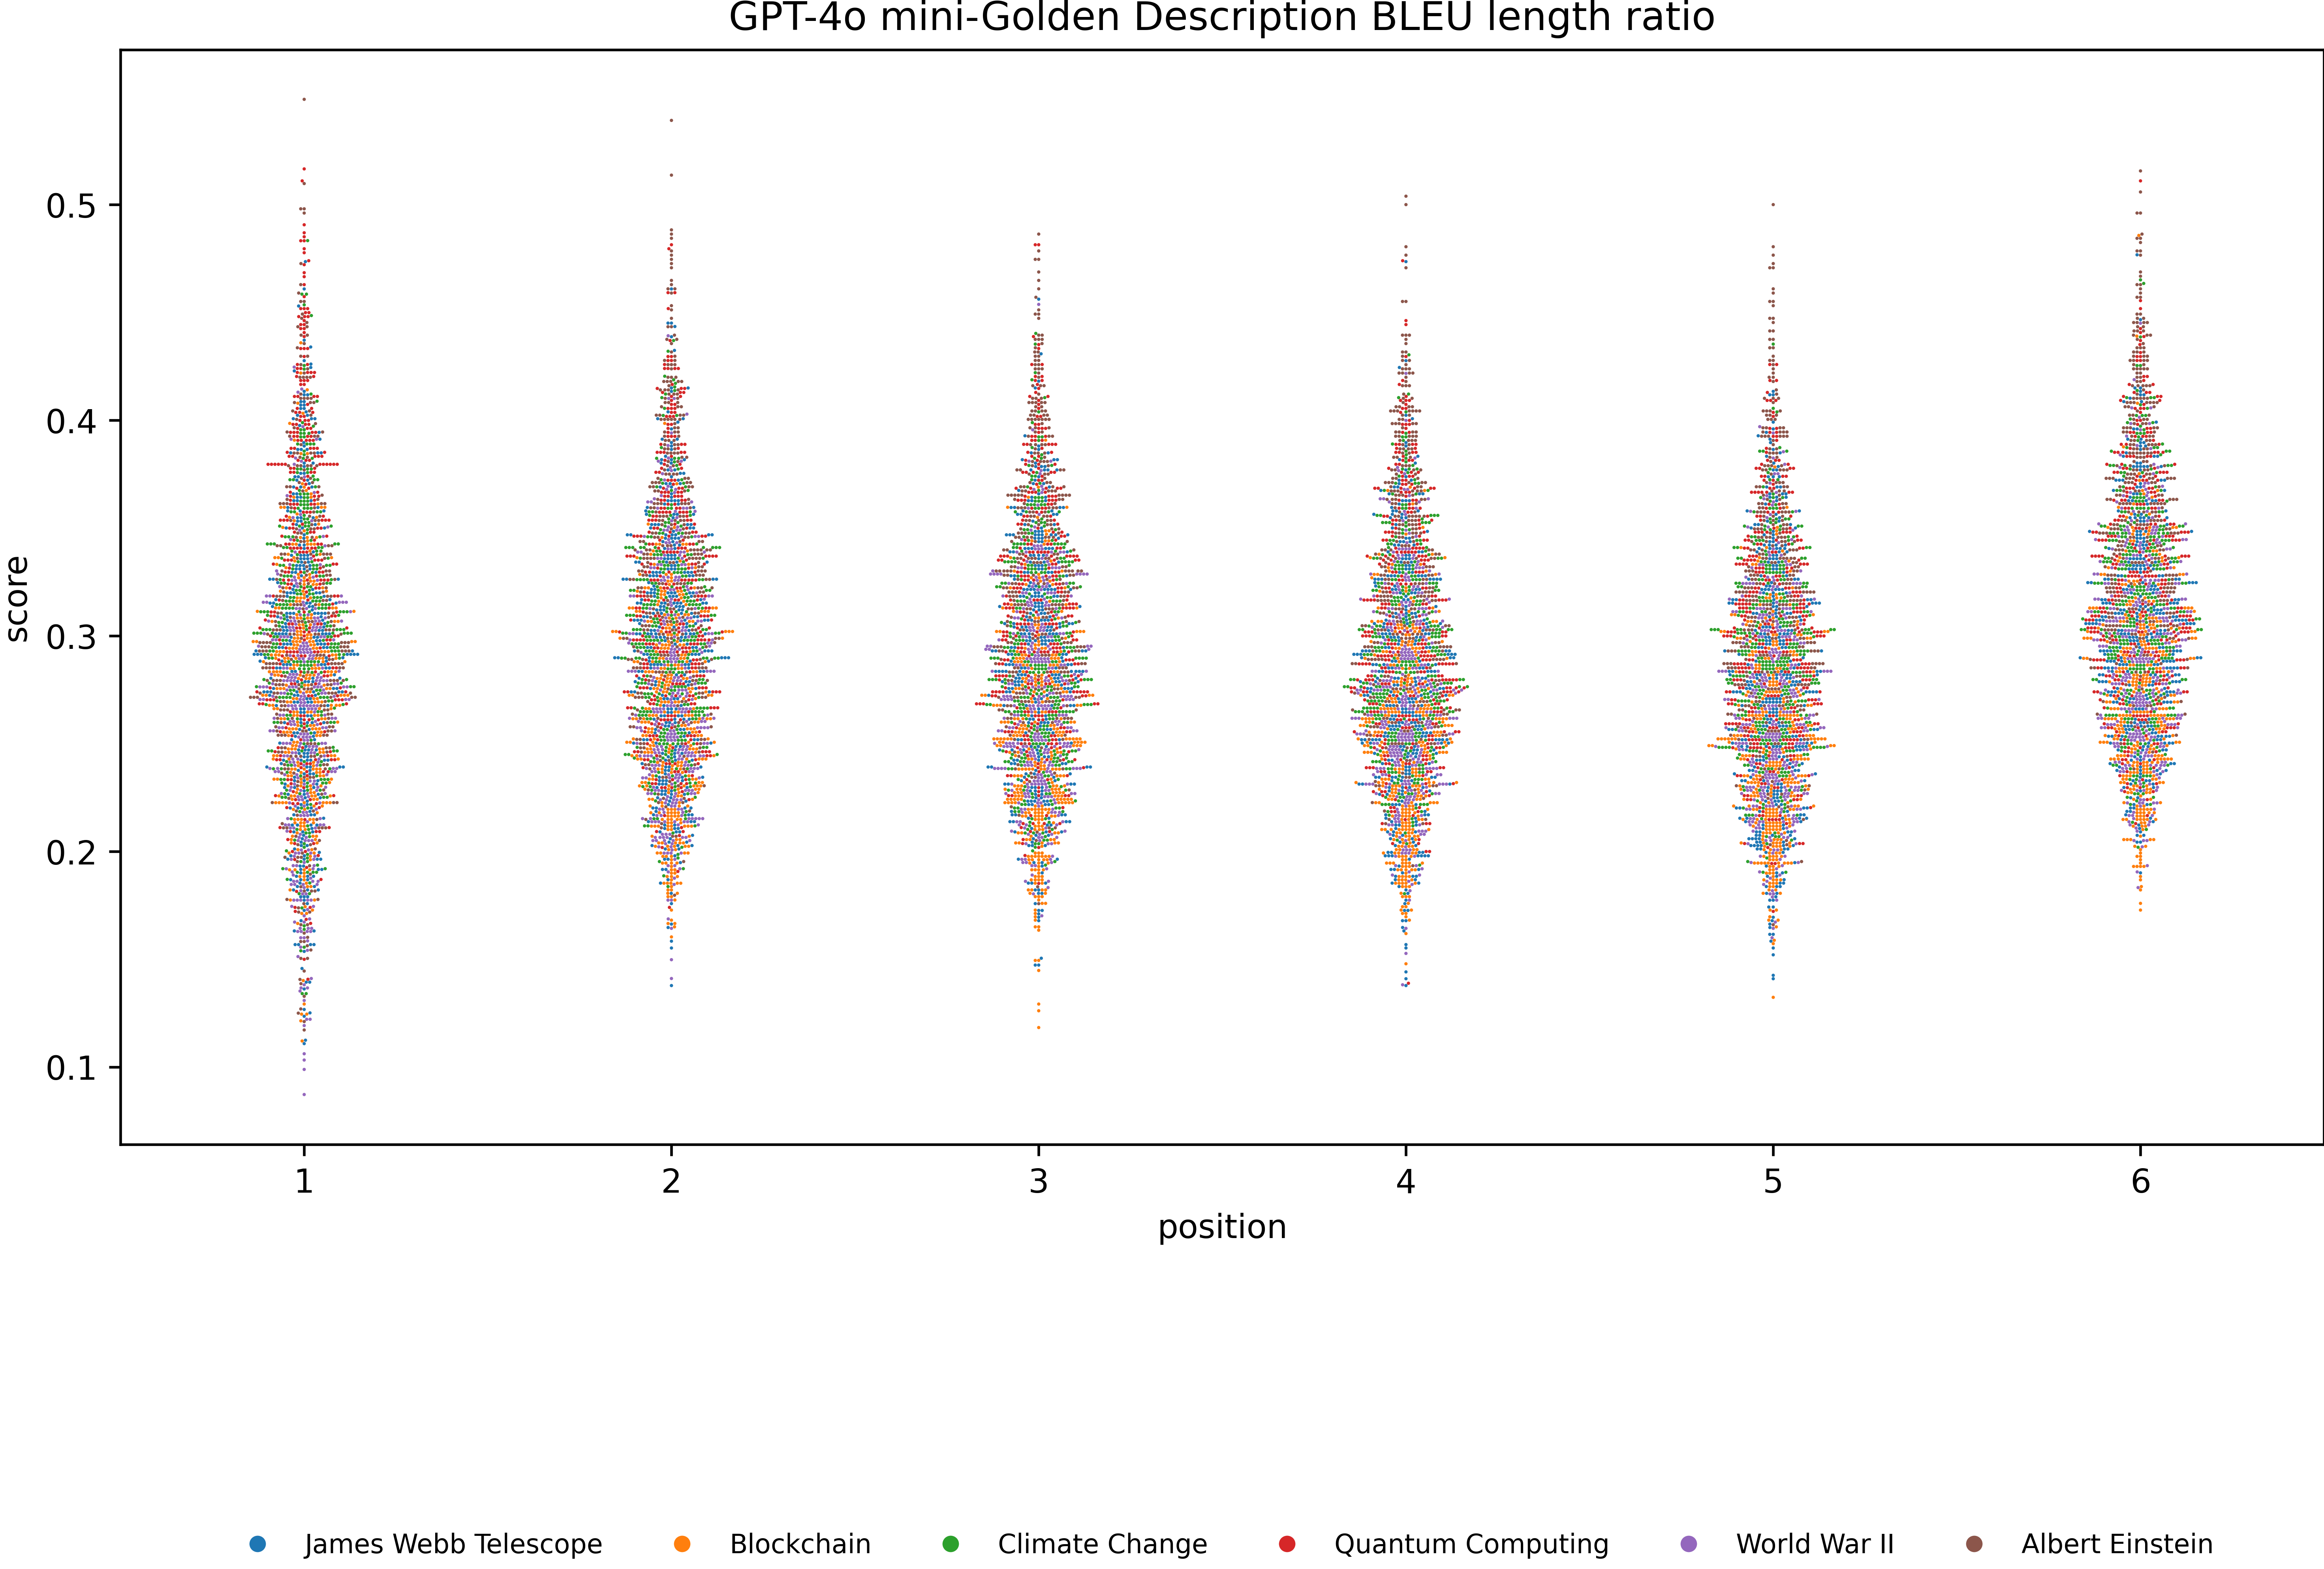 GPT-4o mini-Golden Description BLEU length ratio
score
0.5
0.4
0.3
0.2
0.1
1 2 3 4 5 6
position
James Webb Telescope Blockchain Climate Change Quantum Computing World War II Albert Einstein